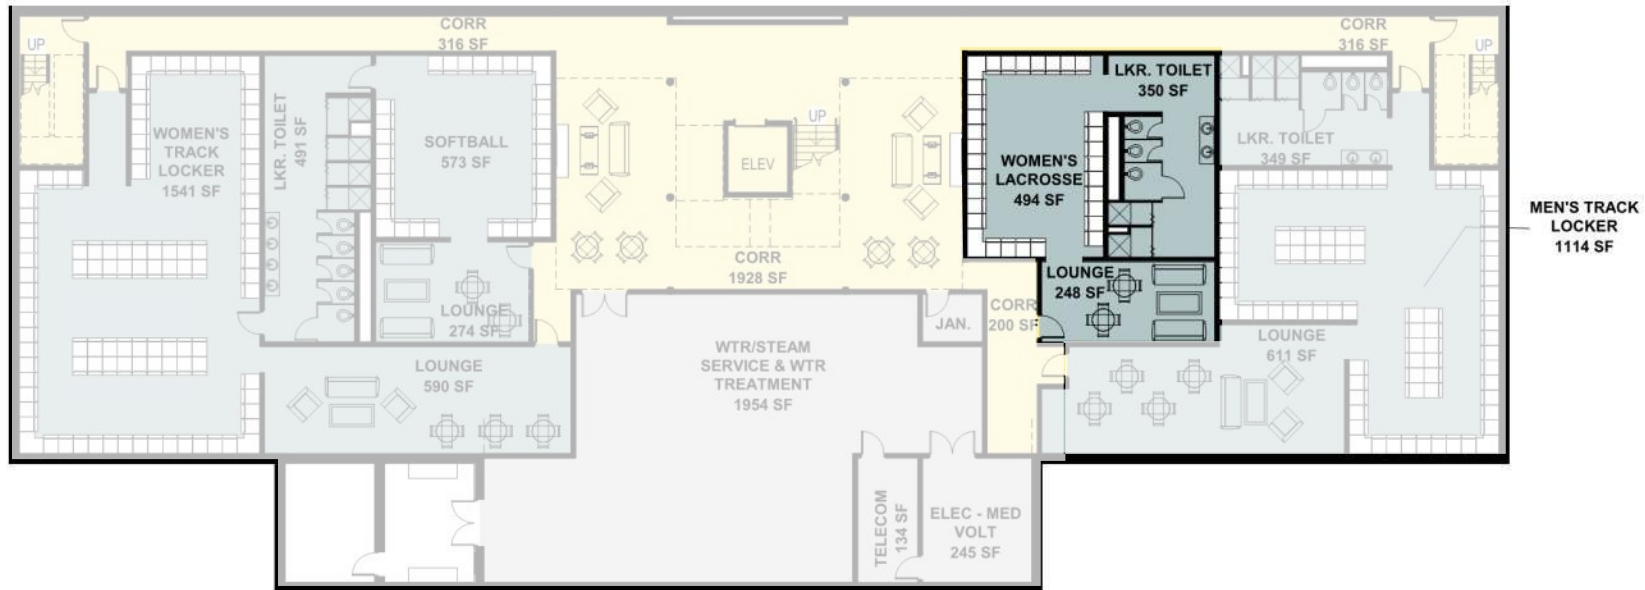 CORR
316 SF
CORR
316 SF
UP
UP
LKR. TOILET
350 SF
WOMEN'S
TRACK
LOCKER
1541 SF
LKR. TOILET
491 SF
SOFTBALL
573 SF
UP
ELEV
WOMEN'S
LACROSSE
494 SF
LKR. TOILET
349 SF
MEN'S TRACK
LOCKER
1114 SF
CORR
1928 SF
LOUNGE
248 SF
LOUNGE
274 SF
CORR
200 SF
JAN.
LOUNGE
611 SF
LOUNGE
590 SF
WTR/STEAM
SERVICE & WTR
TREATMENT
1954 SF
TELECOM
134 SF
ELEC - MED
VOLT
245 SF